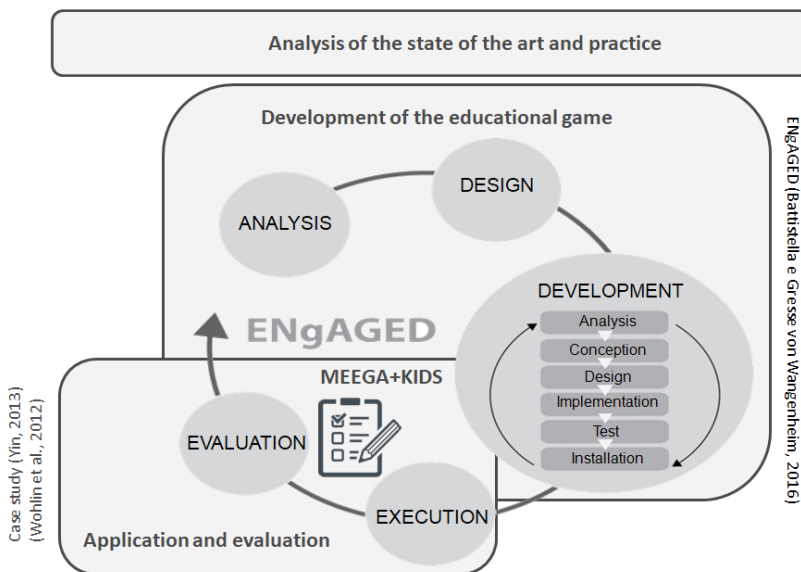 Analysis of the state of the art and practice
Development of the educational game
DESIGN
ANALYSIS
DEVELOPMENT
Analysis
Conception
Design
Implementation
Test
Installation
ENgAGED
MEEGA+KIDS
EVALUATION
EXECUTION
Application and evaluation
Case study (Yin, 2013)
(Wohlin et al., 2012)
ENgAGED (Battistella e Gresse von Wangenheim, 2016)